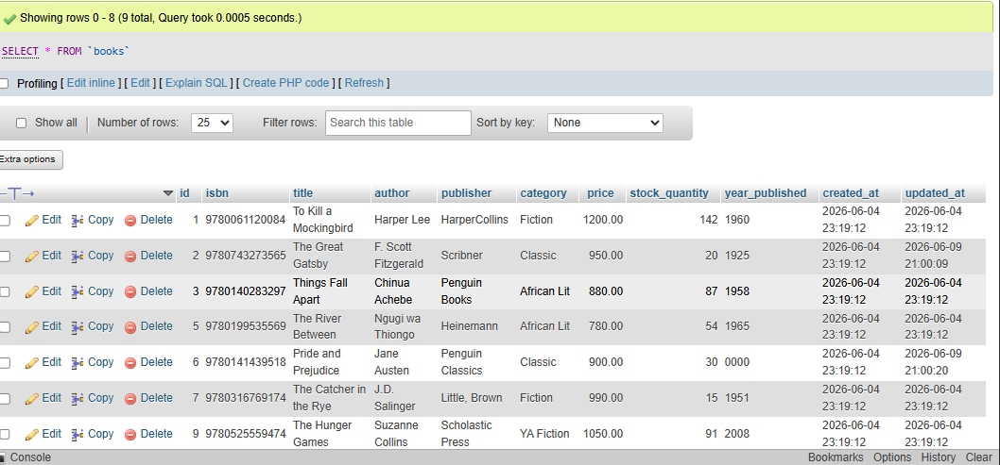 Showing rows 0 - 8 (9 total, Query took 0.0005 seconds.)
SELECT * FROM `books`
Profiling [ Edit inline ] [ Edit ] [ Explain SQL ] [ Create PHP code ] [ Refresh ]
Show all Number of rows: 25 Filter rows: Search this table Sort by key: None
Extra options
id isbn title author publisher category price stock_quantity year_published created_at updated_at
Edit Copy Delete 1 9780061120084 To Kill a Mockingbird Harper Lee HarperCollins Fiction 1200.00 142 1960 2026-06-04 23:19:12 2026-06-04 23:19:12
Edit Copy Delete 2 9780743273565 The Great Gatsby F. Scott Fitzgerald Scribner Classic 950.00 20 1925 2026-06-04 23:19:12 2026-06-09 21:00:09
Edit Copy Delete 3 9780140283297 Things Fall Apart Chinua Achebe Penguin Books African Lit 880.00 87 1958 2026-06-04 23:19:12 2026-06-04 23:19:12
Edit Copy Delete 5 9780199535569 The River Between Ngugi wa Thiongo Heinemann African Lit 780.00 54 1965 2026-06-04 23:19:12 2026-06-04 23:19:12
Edit Copy Delete 6 9780141439518 Pride and Prejudice Jane Austen Penguin Classics Classic 900.00 30 0000 2026-06-04 23:19:12 2026-06-09 21:00:20
Edit Copy Delete 7 9780316769174 The Catcher in the Rye J.D. Salinger Little, Brown Fiction 990.00 15 1951 2026-06-04 23:19:12 2026-06-04 23:19:12
Edit Copy Delete 9 9780525559474 The Hunger Games Suzanne Collins Scholastic Press YA Fiction 1050.00 91 2008 2026-06-04 23:19:12 2026-06-04 23:19:12
Console Bookmarks Options History Clear